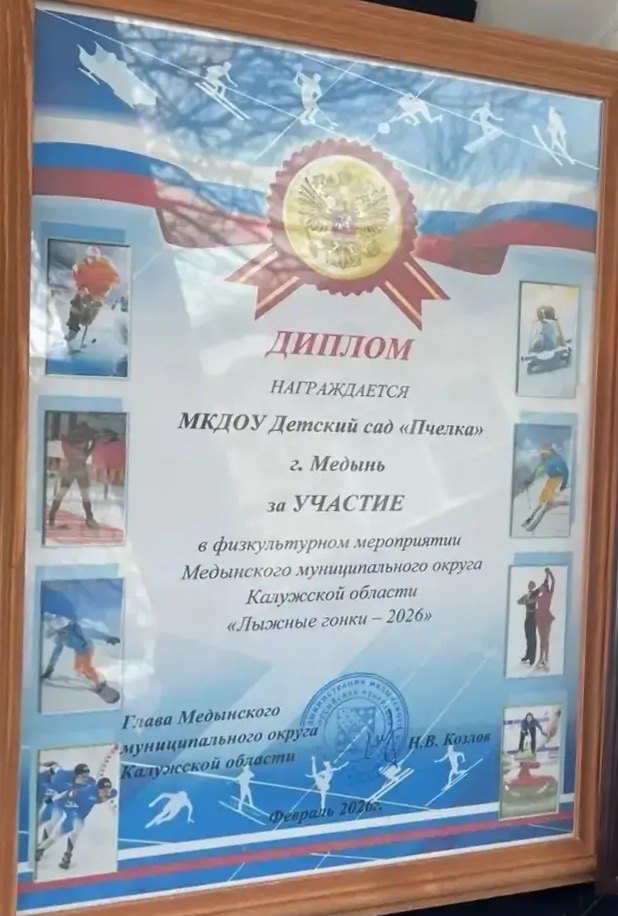 ДИПЛОМ
НАГРАЖДАЕТСЯ
МКДОУ Детский сад «Пчелка»
г. Медынь
за УЧАСТИЕ
в физкультурном мероприятии
Медынского муниципального округа
Калужской области
«Лыжные гонки – 2026»
Глава Медынского
муниципального округа
Калужской области
Н.В. Козлов
Февраль 2026г.